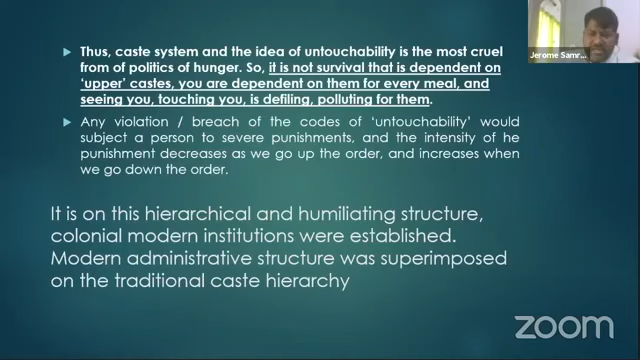 Jerome Samr...
Thus, caste system and the idea of untouchability is the most cruel
from of politics of hunger. So, it is not survival that is dependent on
‘upper’ castes, you are dependent on them for every meal, and
seeing you, touching you, is defiling, polluting for them.
Any violation / breach of the codes of ‘untouchability’ would
subject a person to severe punishments, and the intensity of he
punishment decreases as we go up the order, and increases when
we go down the order.
It is on this hierarchical and humiliating structure,
colonial modern institutions were established.
Modern administrative structure was superimposed
on the traditional caste hierarchy
zoom